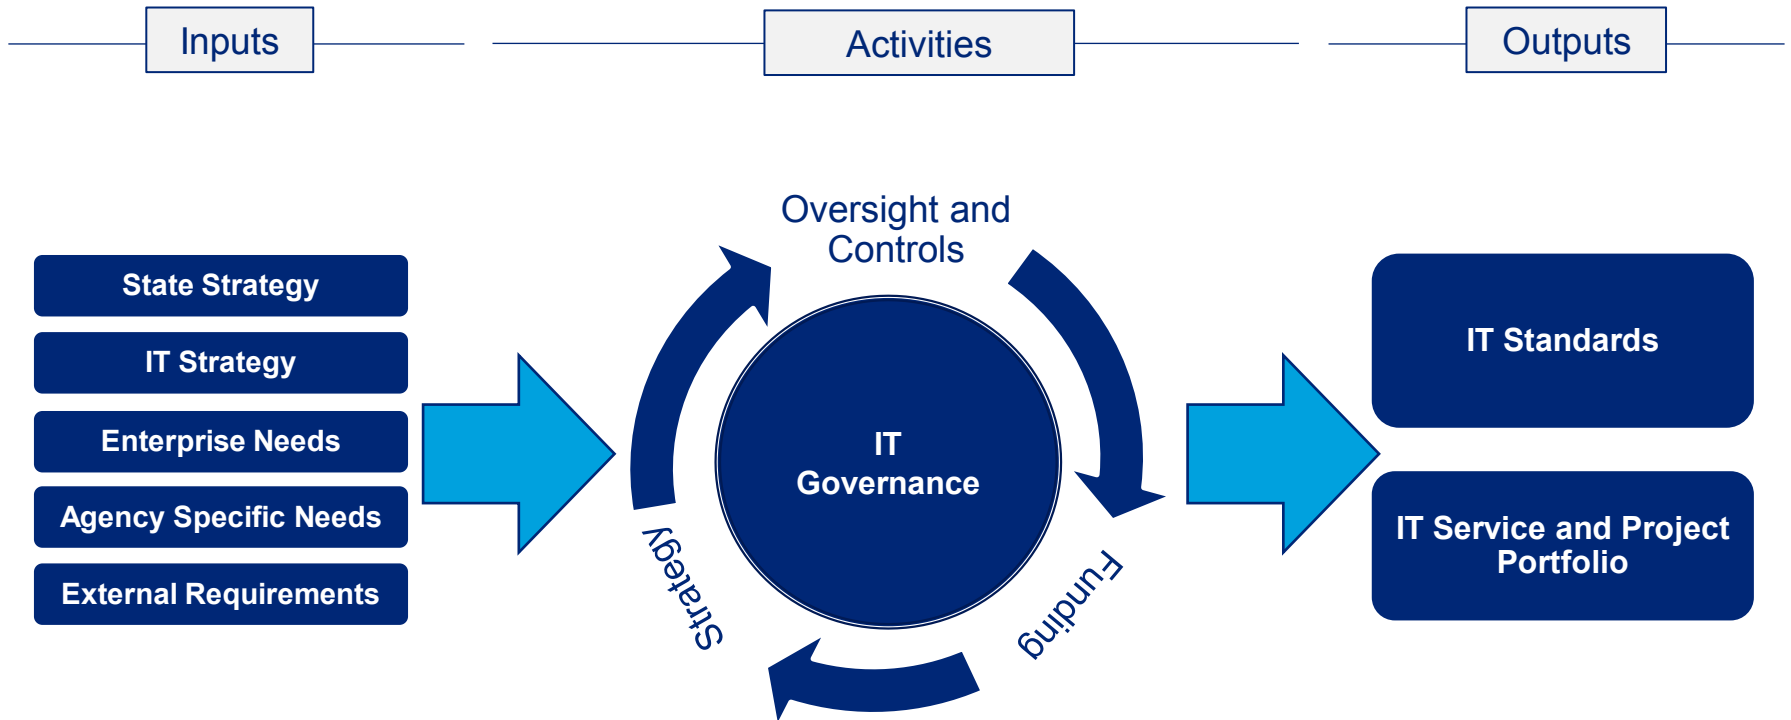 Inputs
Activities
Outputs
State Strategy
IT Strategy
Enterprise Needs
Agency Specific Needs
External Requirements
Oversight and
Controls
IT
Governance
Strategy
Funding
IT Standards
IT Service and Project
Portfolio